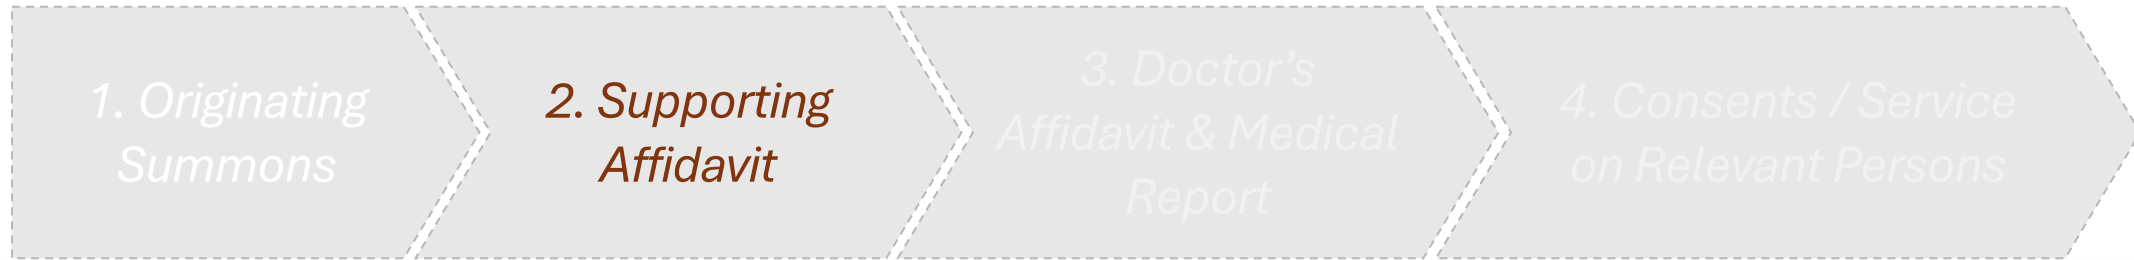 1. Originating
Summons
2. Supporting
Affidavit
3. Doctor’s
Affidavit & Medical
Report
4. Consents / Service
on Relevant Persons